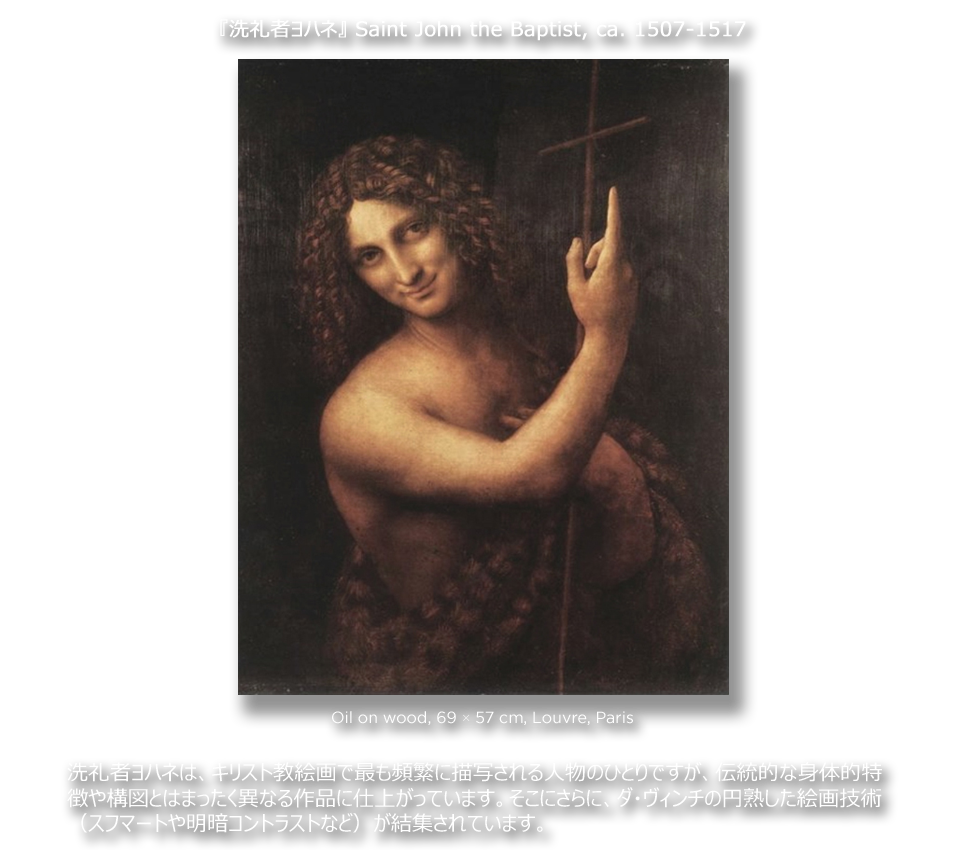 『洗礼者ヨハネ』 Saint John the Baptist, ca. 1507-1517
Oil on wood, 69 × 57 cm, Louvre, Paris
洗礼者ヨハネは、キリスト教絵画で最も頻繁に描写される人物のひとりですが、伝統的な身体的特
徴や構図とはまったく異なる作品に仕上がっています。そこにさらに、ダ・ヴィンチの円熟した絵画技術
（スフマートや明暗コントラストなど）が結集されています。